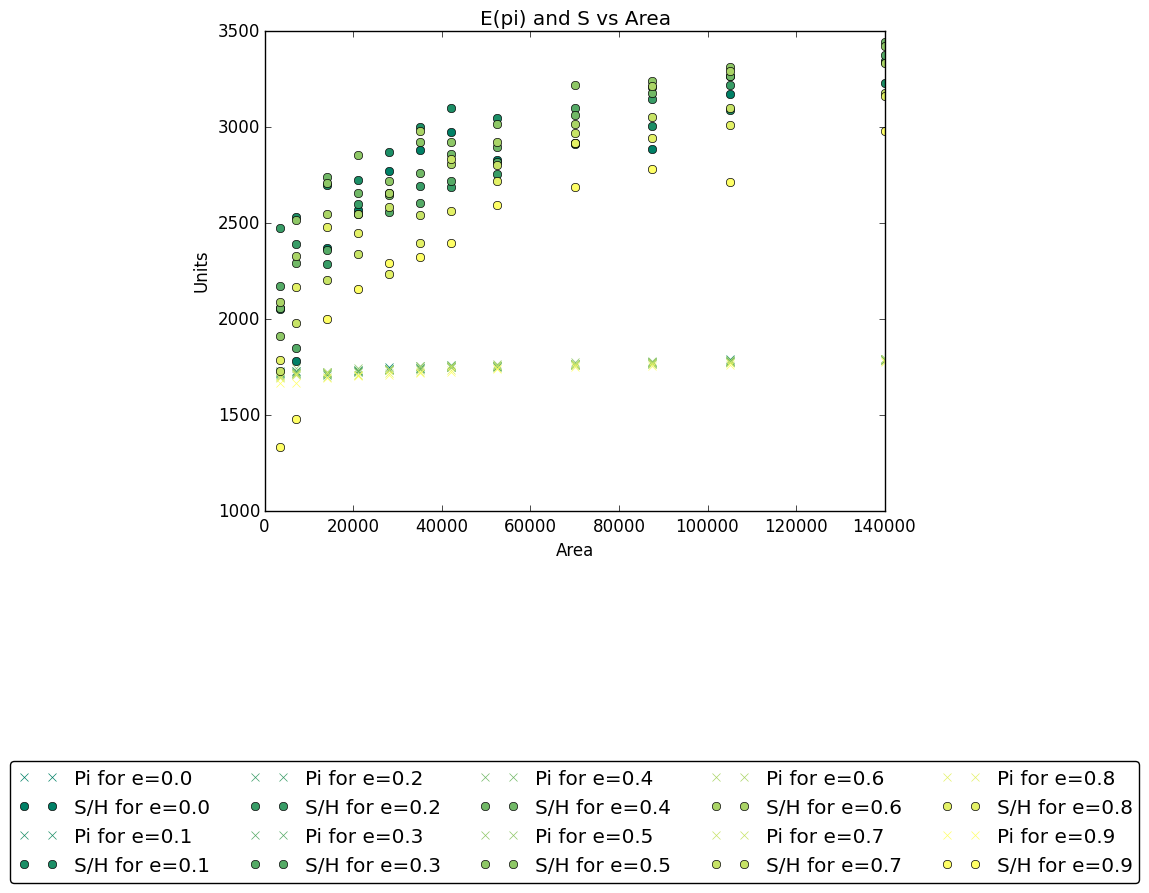 E(pi) and S vs Area
3500
3000
2500
2000
1500
1000
Units
0 20000 40000 60000 80000 100000 120000 140000
Area
Pi for e=0.0 Pi for e=0.2 Pi for e=0.4 Pi for e=0.6 Pi for e=0.8
S/H for e=0.0 S/H for e=0.2 S/H for e=0.4 S/H for e=0.6 S/H for e=0.8
Pi for e=0.1 Pi for e=0.3 Pi for e=0.5 Pi for e=0.7 Pi for e=0.9
S/H for e=0.1 S/H for e=0.3 S/H for e=0.5 S/H for e=0.7 S/H for e=0.9